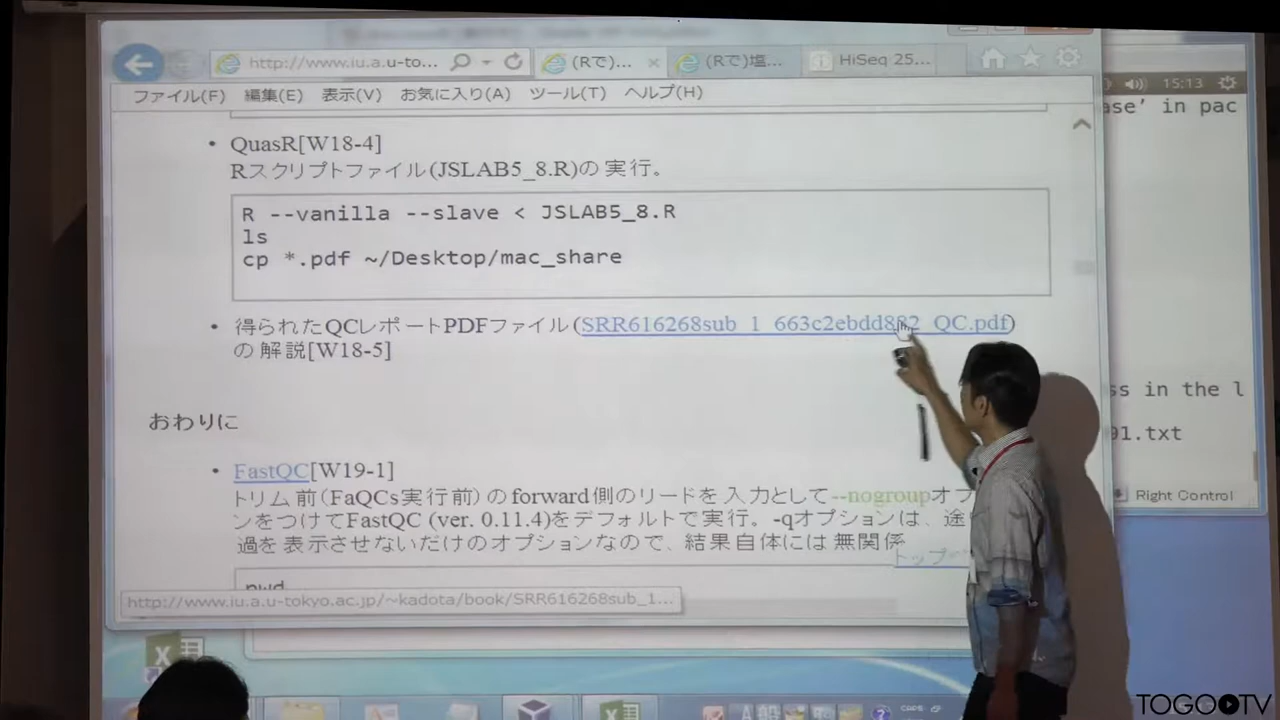 http://www.iu.a.u-to...
(Rで)...
(Rで)塩...
HiSeq 25...
ファイル(F) 編集(E) 表示(V) お気に入り(A) ツール(T) ヘルプ(H)
15:13
ase' in pac
• QuasR[W18-4]
Rスクリプトファイル(JSLAB5_8.R)の実行。
R --vanilla --slave < JSLAB5_8.R
ls
cp *.pdf ~/Desktop/mac_share
• 得られたQCレポートPDFファイル(SRR616268sub_1_663c2ebdd882_QC.pdf)
の解説[W18-5]
ss in the l
91.txt
Right Control
おわりに
• FastQC[W19-1]
トリム前(FaQCs実行前)のforward側のリードを入力として--nogroupオプ
ンをつけてFastQC (ver. 0.11.4)をデフォルトで実行。-qオプションは、途
過を表示させないだけのオプションなので、結果自体には無関係
トップ
pwd
http://www.iu.a.u-tokyo.ac.jp/~kadota/book/SRR616268sub_1...
TOGOTV